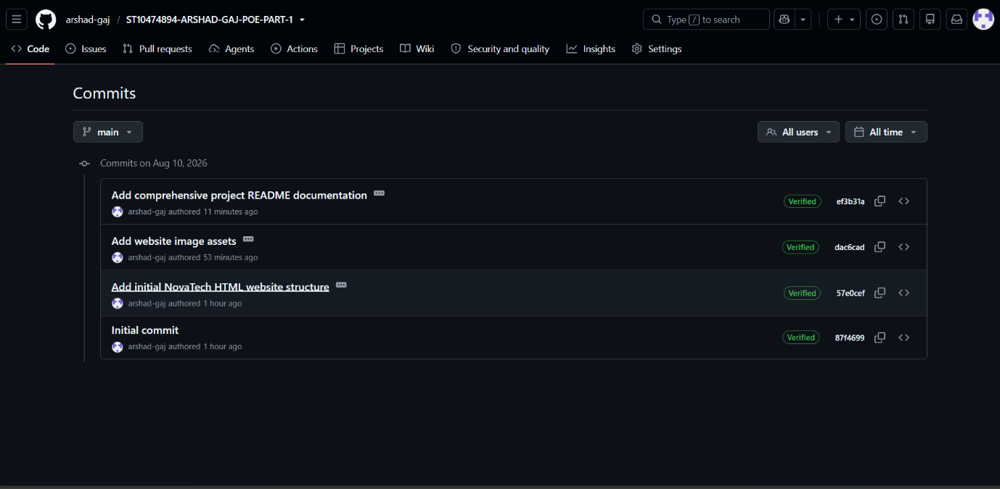 arshad-gaj / ST10474894-ARSHAD-GAJ-POE-PART-1
Type / to search
Code Issues Pull requests Agents Actions Projects Wiki Security and quality Insights Settings
Commits
main All users All time
Commits on Aug 10, 2026
Add comprehensive project README documentation
arshad-gaj authored 11 minutes ago
Verified ef3b31a
Add website image assets
arshad-gaj authored 53 minutes ago
Verified dac6cad
Add initial NovaTech HTML website structure
arshad-gaj authored 1 hour ago
Verified 57e0cef
Initial commit
arshad-gaj authored 1 hour ago
Verified 87f4699